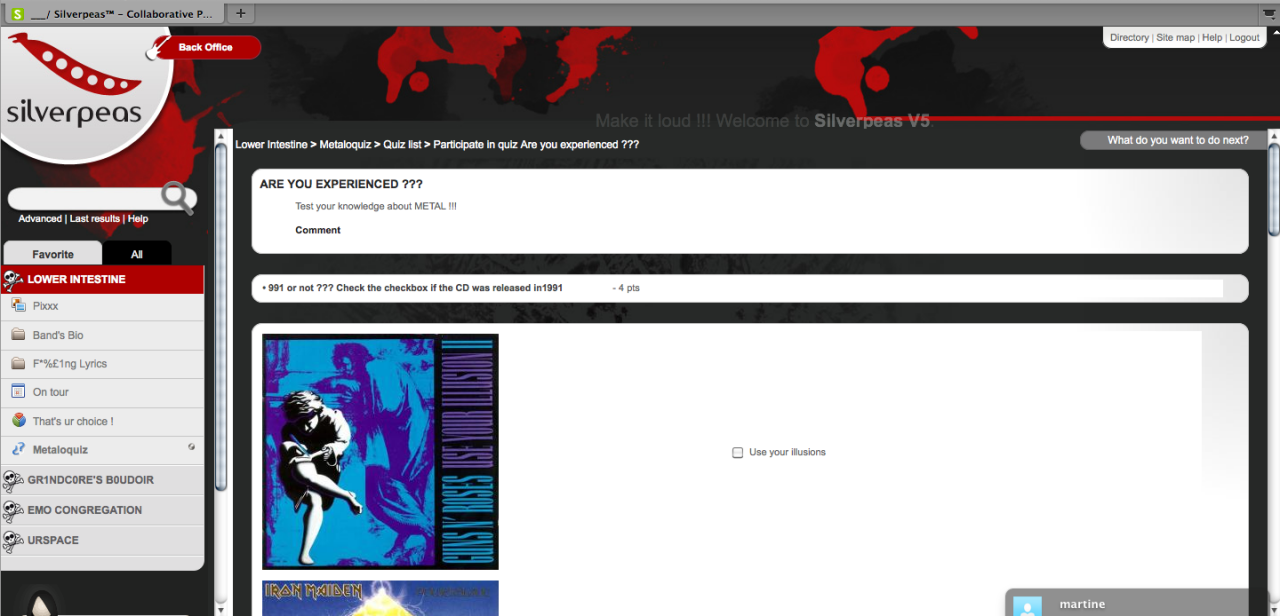 ___/ Silverpeas™ – Collaborative P...
+
Back Office
Directory | Site map | Help | Logout
silverpeas
Make it loud !!! Welcome to Silverpeas V5.
Lower Intestine > Metaloquiz > Quiz list > Participate in quiz Are you experienced ???
What do you want to do next?
ARE YOU EXPERIENCED ???
Test your knowledge about METAL !!!
Comment
Advanced | Last results | Help
Favorite
All
LOWER INTESTINE
Pixxx
Band's Bio
F*%£1ng Lyrics
On tour
That's ur choice !
Metaloquiz
GR1NDC0RE'S B0UDOIR
EMO CONGREGATION
URSPACE
• 991 or not ??? Check the checkbox if the CD was released in1991 - 4 pts
GUNS N' ROSES USE YOUR ILLUSION II
Use your illusions
IRON MAIDEN
martine